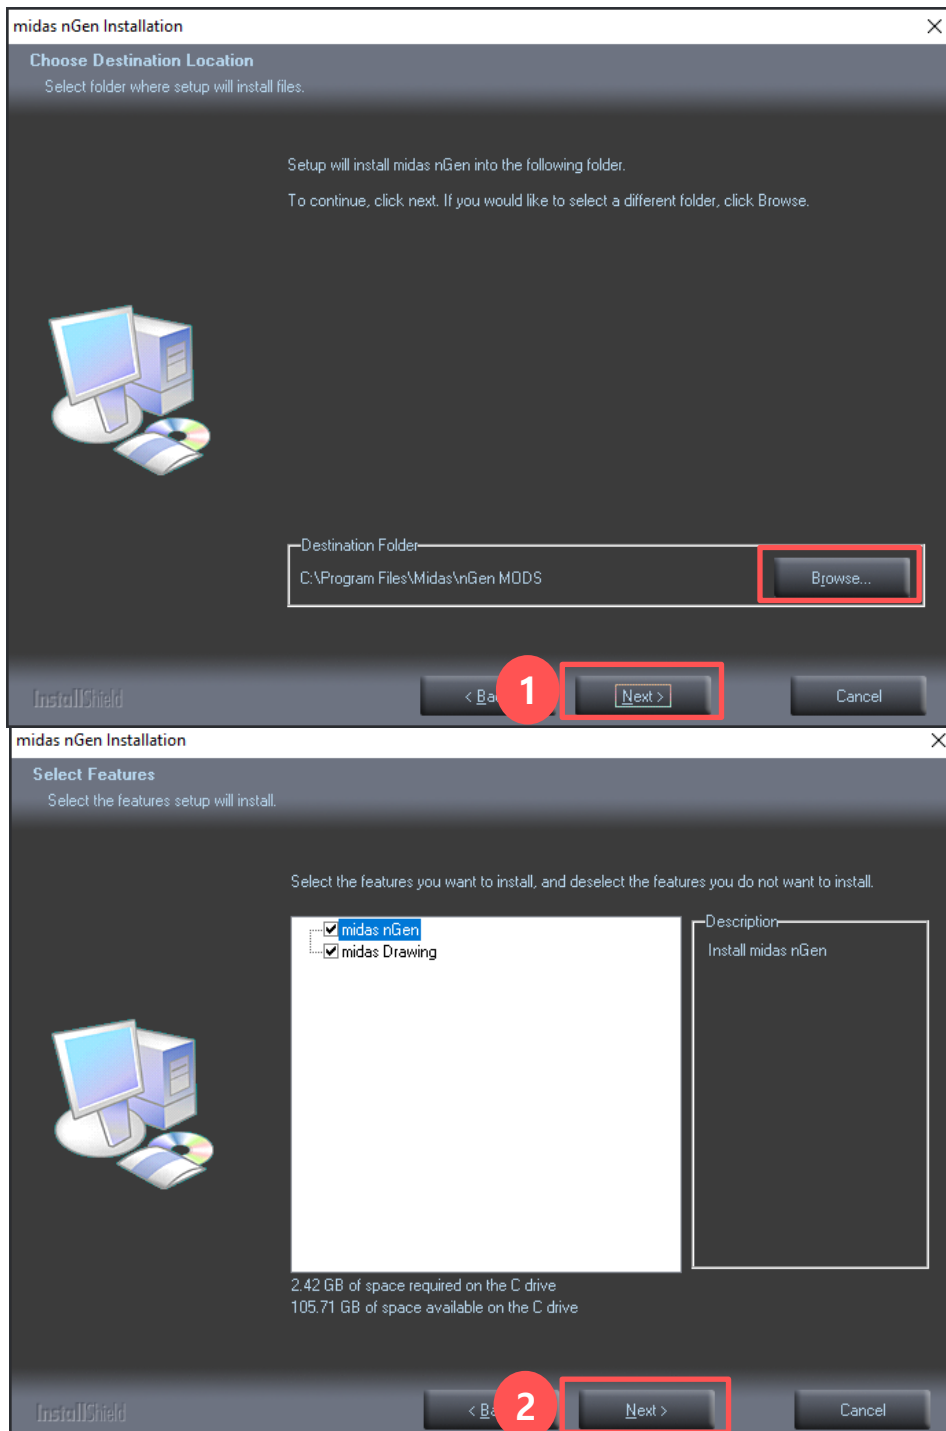 midas nGen Installation
Choose Destination Location
Select folder where setup will install files.
Setup will install midas nGen into the following folder.
To continue, click next. If you would like to select a different folder, click Browse.
Destination Folder
C:\Program Files\Midas\nGen MODS
Browse...
InstallShield
< Ba
1
Next >
Cancel
midas nGen Installation
Select Features
Select the features setup will install.
Select the features you want to install, and deselect the features you do not want to install.
midas nGen
midas Drawing
Description
Install midas nGen
2.42 GB of space required on the C drive
105.71 GB of space available on the C drive
InstallShield
< Ba
2
Next >
Cancel